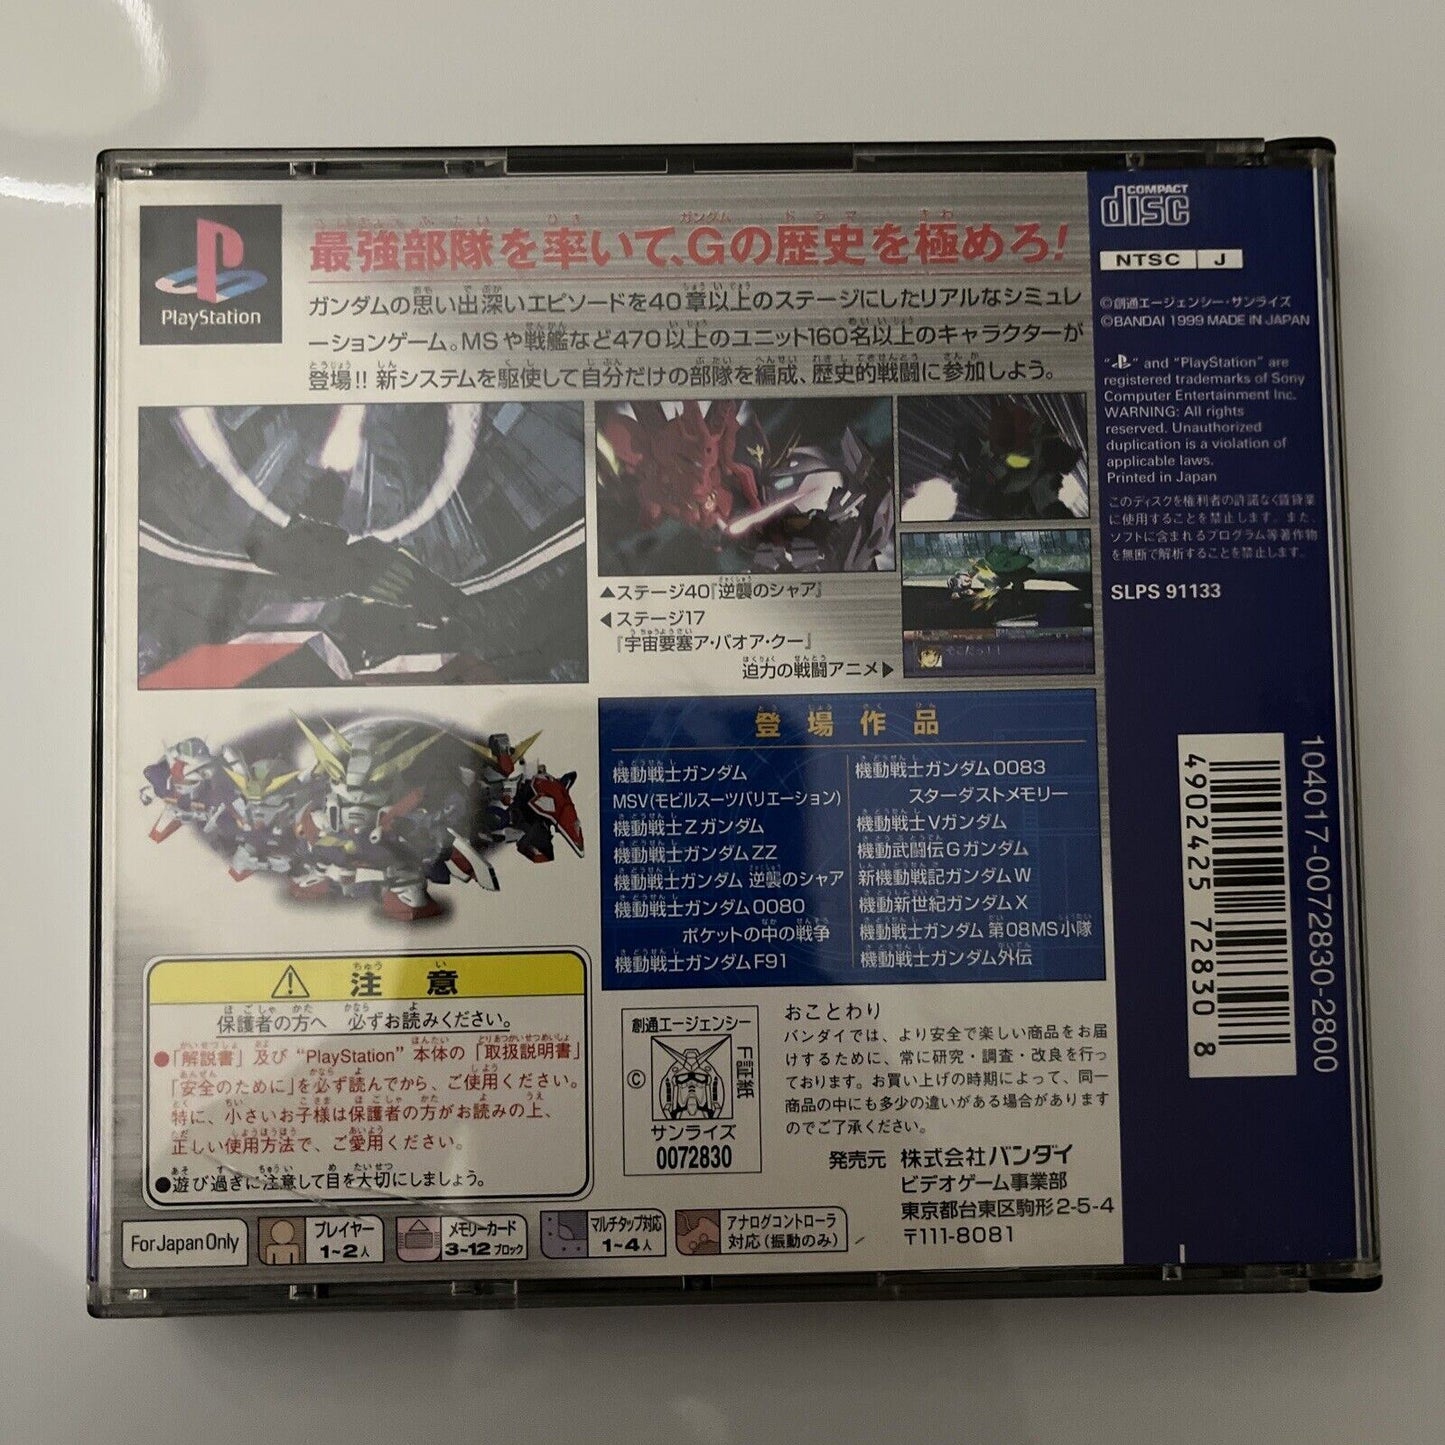 PlayStation
最強部隊を率いて、Gの歴史を極めろ!
ガンダムの思い出深いエピソードを40章以上のステージにしたリアルなシミュレ
ーションゲーム。MSや戦艦など470以上のユニット160名以上のキャラクターが
登場!! 新システムを駆使して自分だけの部隊を編成、歴史的戦闘に参加しよう。
▲ステージ40『逆襲のシャア』
◀ステージ17
『宇宙要塞ア・バオア・クー』
迫力の戦闘アニメ▶
そこだっ!!
登場作品
機動戦士ガンダム
MSV(モビルスーツバリエーション)
機動戦士Zガンダム
機動戦士ガンダムZZ
機動戦士ガンダム 逆襲のシャア
機動戦士ガンダム0080
ポケットの中の戦争
機動戦士ガンダムF91
機動戦士ガンダム0083
スターダストメモリー
機動戦士Vガンダム
機動武闘伝Gガンダム
新機動戦記ガンダムW
機動新世紀ガンダムX
機動戦士ガンダム 第08MS小隊
機動戦士ガンダム外伝
注意
保護者の方へ 必ずお読みください。
●「解説書」及び “PlayStation” 本体の「取扱説明書」
「安全のために」を必ず読んでから、ご使用ください。
特に、小さいお子様は保護者の方がお読みの上、
正しい使用方法で、ご愛用ください。
●遊び過ぎに注意して目を大切にしましょう。
創通エージェンシー
F証紙
©
サンライズ
0072830
おことわり
バンダイでは、より安全で楽しい商品をお届
けするために、常に研究・調査・改良を行っ
ております。お買い上げの時期によって、同一
商品の中にも多少の違いがある場合があります
のでご了承ください。
発売元 株式会社バンダイ
ビデオゲーム事業部
東京都台東区駒形2-5-4
〒111-8081
For Japan Only
プレイヤー
1~2人
メモリーカード
3~12ブロック
マルチタップ対応
1~4人
アナログコントローラ
対応(振動のみ)
COMPACT
disc
NTSC J
©創通エージェンシー・サンライズ
©BANDAI 1999 MADE IN JAPAN
“ ” and “PlayStation” are
registered trademarks of Sony
Computer Entertainment Inc.
WARNING: All rights
reserved. Unauthorized
duplication is a violation of
applicable laws.
Printed in Japan
このディスクを権利者の許諾なく賃貸業
に使用することを禁止します。また、
ソフトに含まれるプログラム等著作物
を無断で解析することを禁止します。
SLPS 91133
4 902425 728308
104017-0072830-2800